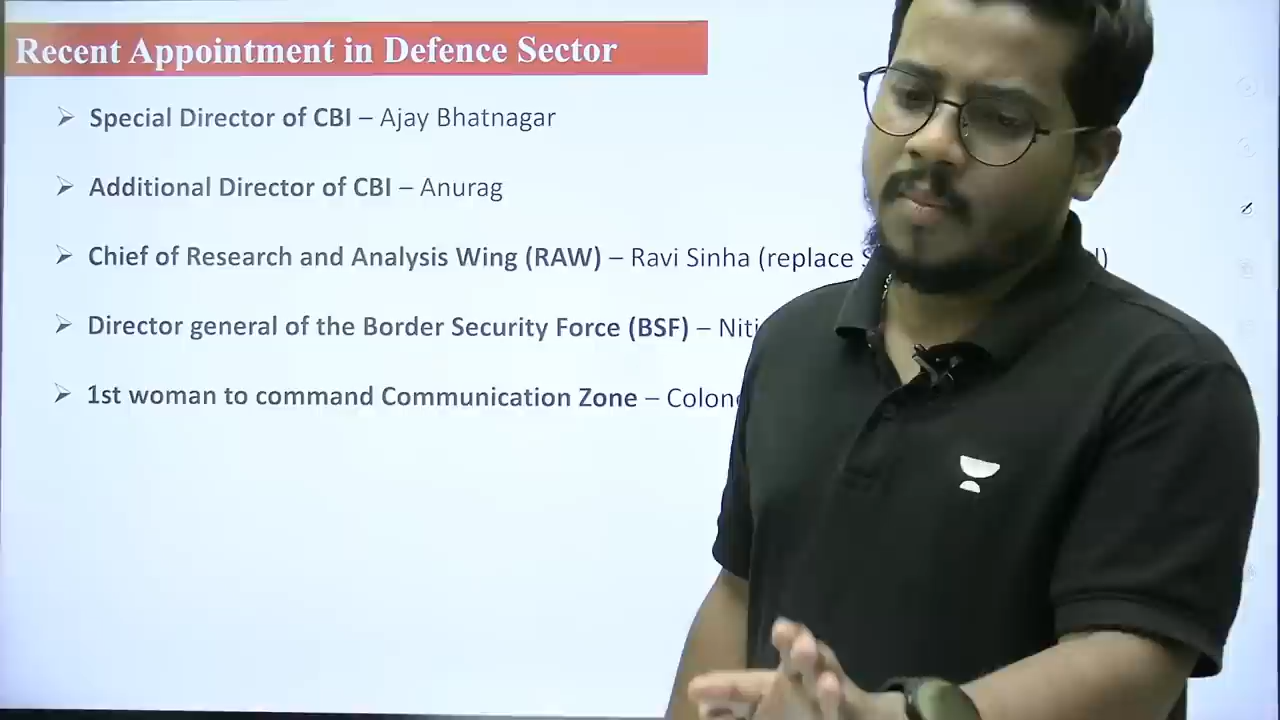 Recent Appointment in Defence Sector
➢ Special Director of CBI – Ajay Bhatnagar
➢ Additional Director of CBI – Anurag
➢ Chief of Research and Analysis Wing (RAW) – Ravi Sinha (replace
➢ Director general of the Border Security Force (BSF) –
➢ 1st woman to command Communication Zone –